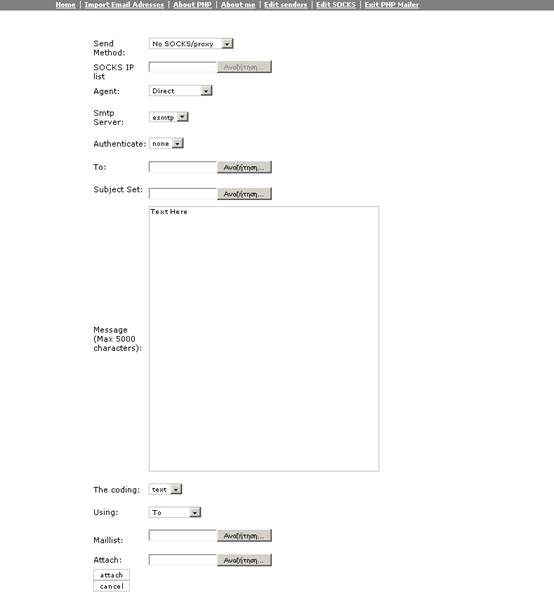 Home | Import Email Adresses | About PHP | About me | Edit senders | Edit SOCKS | Exit PHP Mailer
Send
Method:
No SOCKS/proxy
SOCKS IP
list
Αναζήτηση...
Agent:
Direct
Smtp
Server:
esmtp
Authenticate:
none
To:
Αναζήτηση...
Subject Set:
Αναζήτηση...
Text Here
Message
(Max 5000
characters):
The coding:
text
Using:
To
Maillist:
Αναζήτηση...
Attach:
Αναζήτηση...
attach
cancel